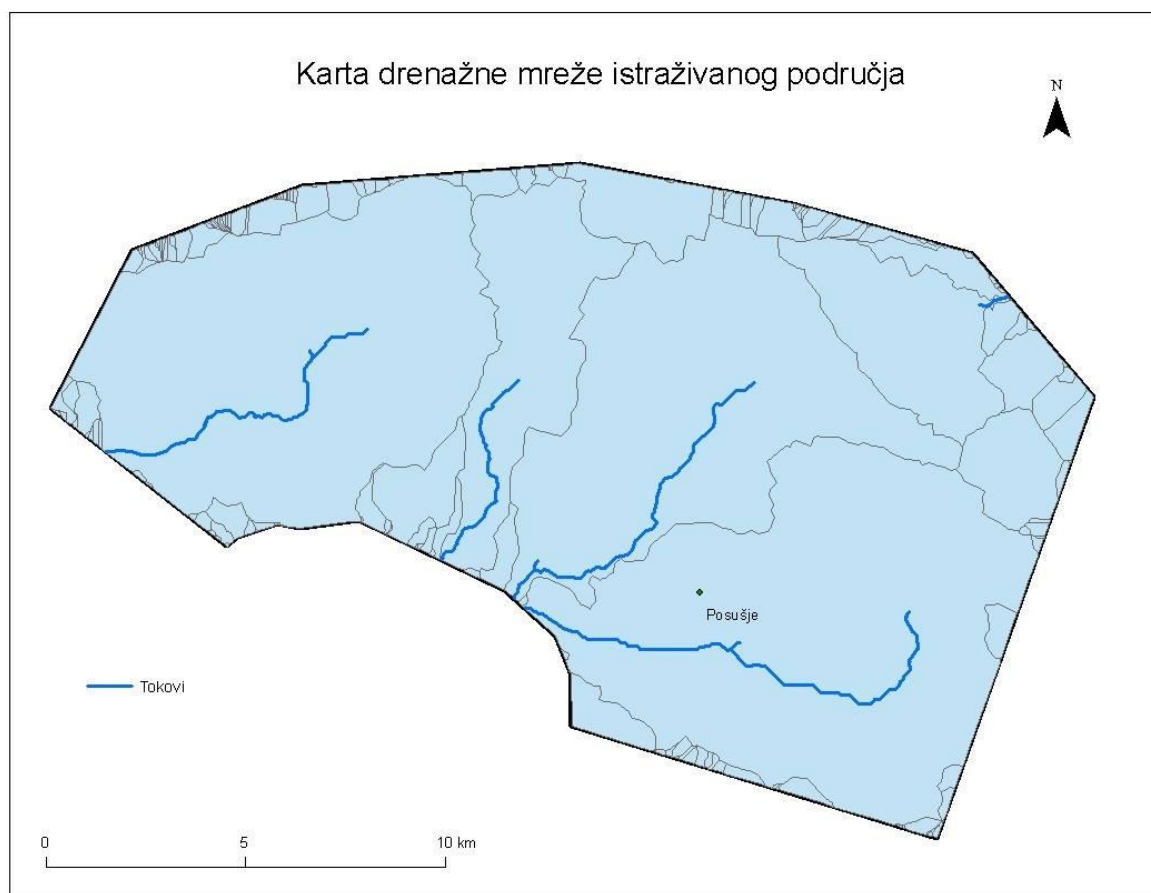 Karta drenažne mreže istraživanog područja
N
Posušje
Tokovi
0 5 10 km